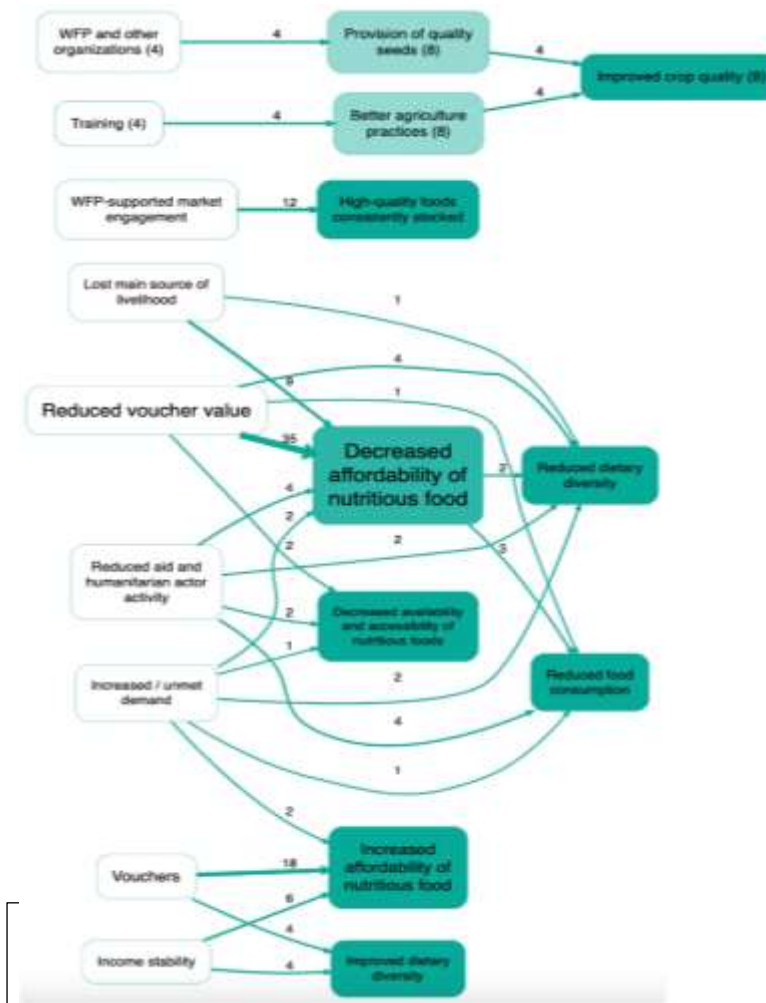 WFP and other
organizations (4)
4
Provision of quality
seeds (8)
4
Improved crop quality (8)
Training (4)
4
Better agriculture
practices (8)
4
WFP-supported market
engagement
12
High-quality foods
consistently stocked
Lost main source of
livelihood
1
9
4
1
Reduced voucher value
35
Decreased
affordability of
nutritious food
2
Reduced dietary
diversity
4
2
2
2
3
Reduced aid and
humanitarian actor
activity
2
Decreased availability
and accessibility of
nutritious foods
1
Increased / unmet
demand
2
Reduced food
consumption
4
1
2
Increased
affordability of
nutritious food
Vouchers
18
6
4
Income stability
4
Improved dietary
diversity